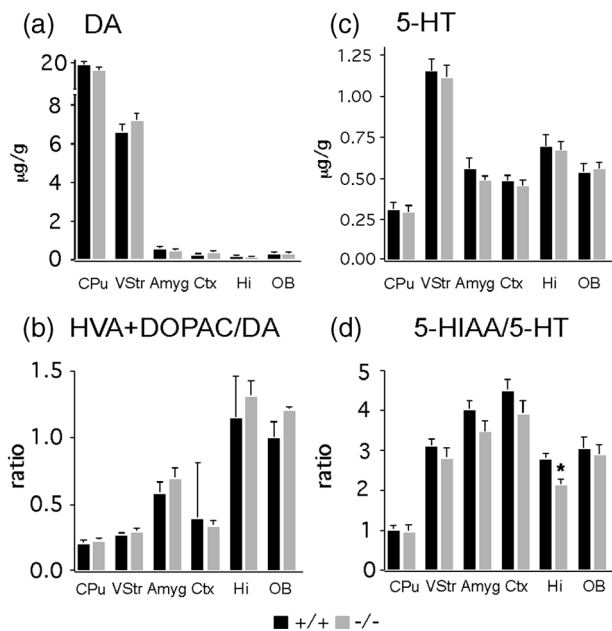 (a) DA
μg/g
20
8
6
4
2
0
CPu VStr Amyg Ctx Hi OB
(b) HVA+DOPAC/DA
ratio
1.5
1.0
0.5
0.0
CPu VStr Amyg Ctx Hi OB
(c) 5-HT
μg/g
1.25
1.00
0.75
0.50
0.25
0.00
CPu VStr Amyg Ctx Hi OB
(d) 5-HIAA/5-HT
ratio
5
4
3
2
1
0
*
CPu VStr Amyg Ctx Hi OB
+/+ -/-